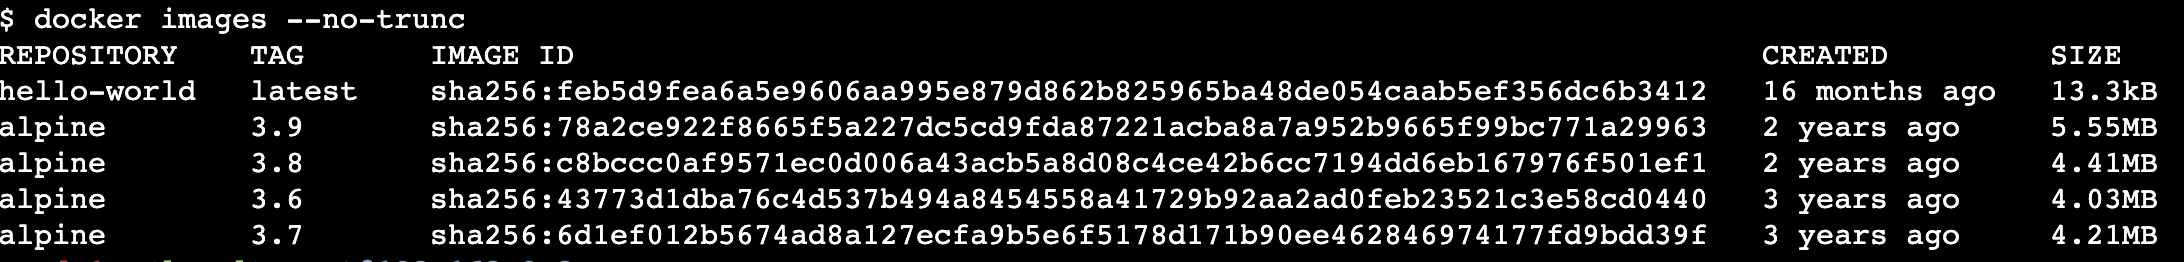 $ docker images --no-trunc
REPOSITORY TAG IMAGE ID CREATED SIZE
hello-world latest sha256:feb5d9fea6a5e9606aa995e879d862b825965ba48de054caab5ef356dc6b3412 16 months ago 13.3kB
alpine 3.9 sha256:78a2ce922f8665f5a227dc5cd9fda87221acba8a7a952b9665f99bc771a29963 2 years ago 5.55MB
alpine 3.8 sha256:c8bccc0af9571ec0d006a43acb5a8d08c4ce42b6cc7194dd6eb167976f501ef1 2 years ago 4.41MB
alpine 3.6 sha256:43773d1dba76c4d537b494a8454558a41729b92aa2ad0feb23521c3e58cd0440 3 years ago 4.03MB
alpine 3.7 sha256:6d1ef012b5674ad8a127ecfa9b5e6f5178d171b90ee462846974177fd9bdd39f 3 years ago 4.21MB